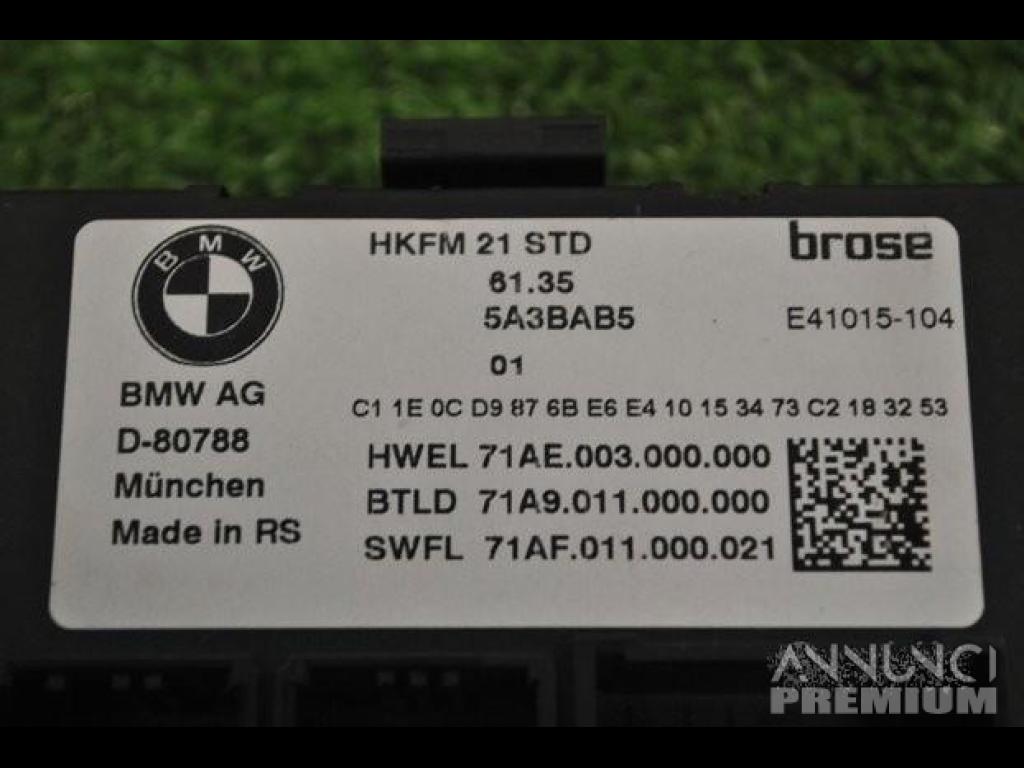 BMW
HKFM 21 STD
brose
61.35
5A3BAB5
E41015-104
01
BMW AG
C1 1E 0C D9 87 6B E6 E4 10 15 34 73 C2 18 32 53
D-80788
HWEL 71AE.003.000.000
München
BTLD 71A9.011.000.000
Made in RS
SWFL 71AF.011.000.021
ANNUNCI
PREMIUM